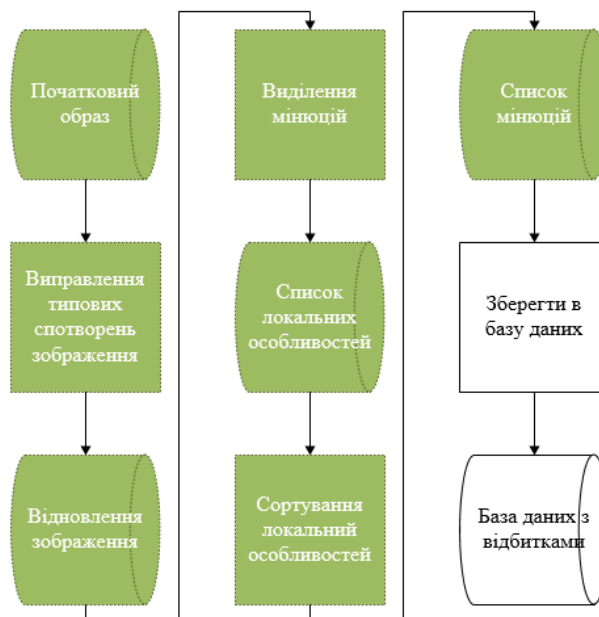 Початковий
образ
Виправлення
типових
спотворень
зображення
Відновлення
зображення
Виділення
мінюцій
Список
локальних
особливостей
Сортування
локальний
особливостей
Список
мінюцій
Зберегти в
базу даних
База даних з
відбитками